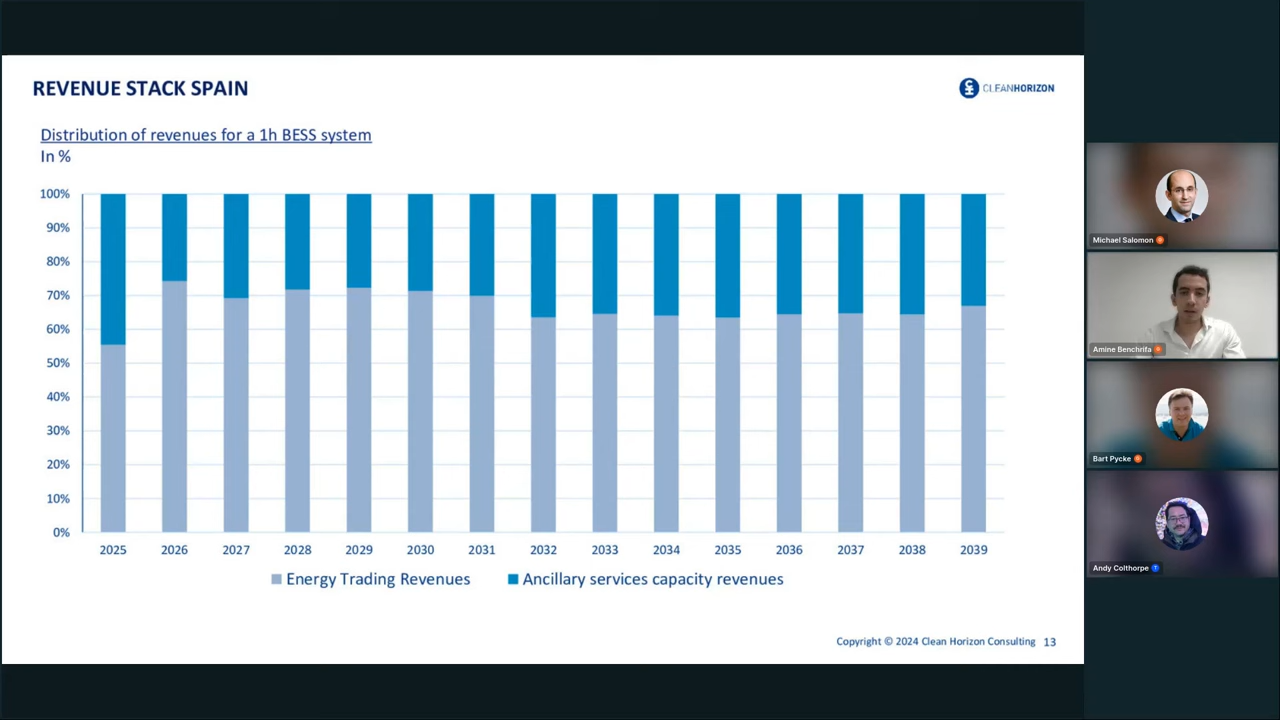 REVENUE STACK SPAIN
CLEANHORIZON
Distribution of revenues for a 1h BESS system
In %
100%
90%
80%
70%
60%
50%
40%
30%
20%
10%
0%
2025 2026 2027 2028 2029 2030 2031 2032 2033 2034 2035 2036 2037 2038 2039
Energy Trading Revenues Ancillary services capacity revenues
Copyright © 2024 Clean Horizon Consulting 13
Michael Salomon
Amine Benchrifa
Bart Pycke
Andy Colthorpe